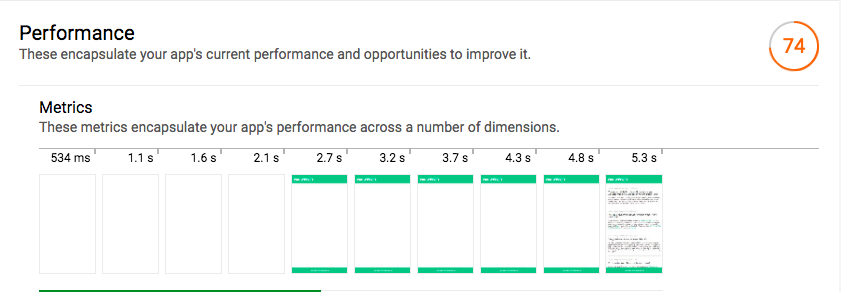 Performance
These encapsulate your app's current performance and opportunities to improve it.
74
Metrics
These metrics encapsulate your app's performance across a number of dimensions.
534 ms 1.1 s 1.6 s 2.1 s 2.7 s 3.2 s 3.7 s 4.3 s 4.8 s 5.3 s